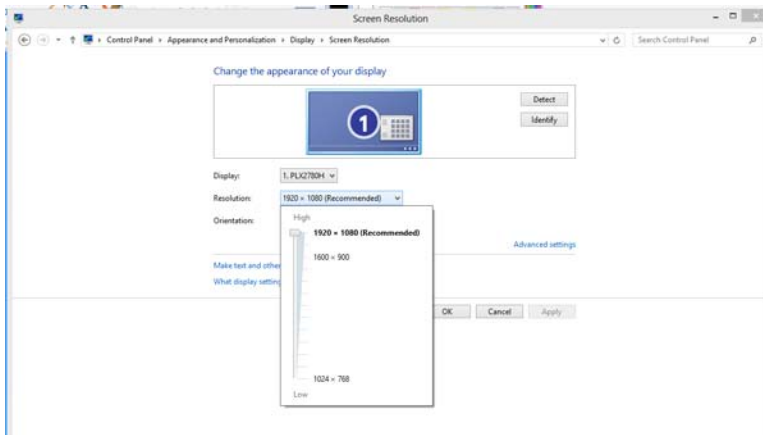 Screen Resolution
Control Panel › Appearance and Personalization › Display › Screen Resolution
Search Control Panel
Change the appearance of your display
1
Detect
Identify
Display: 1. PLX2780H
Resolution: 1920 × 1080 (Recommended)
Orientation:
High
1920 × 1080 (Recommended)
1600 × 900
1024 × 768
Low
Advanced settings
Make text and other
What display setting
OK Cancel Apply